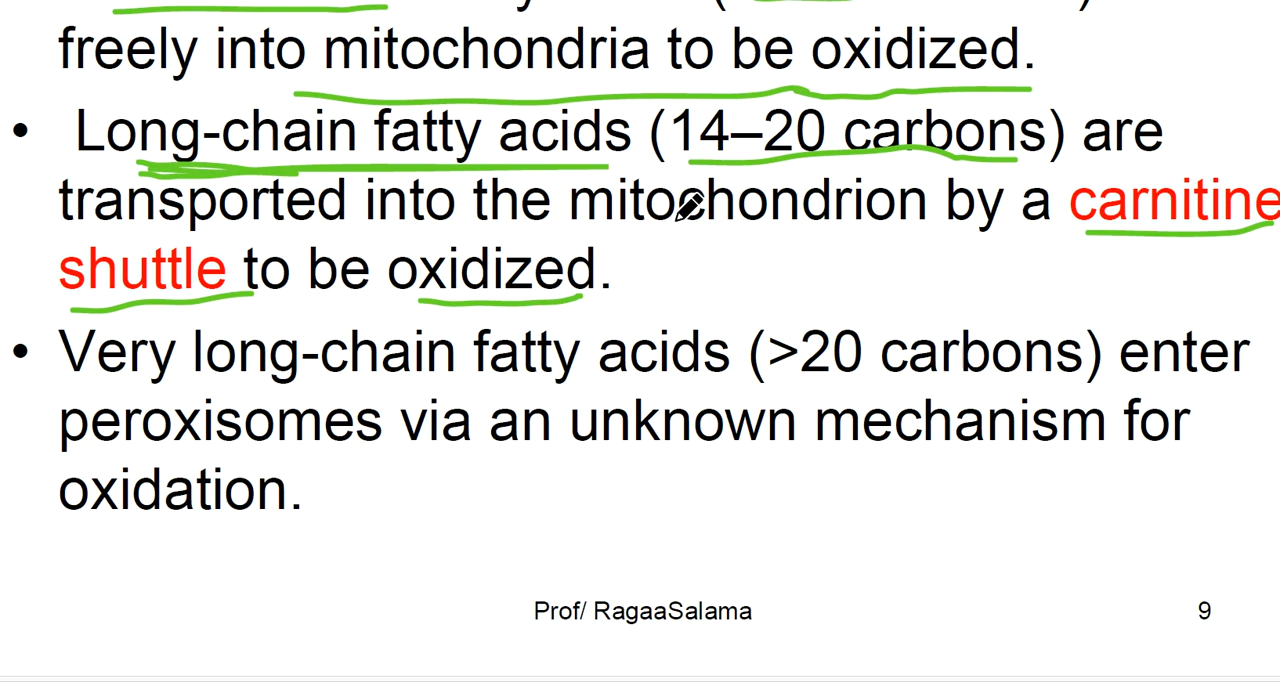 freely into mitochondria to be oxidized.
• Long-chain fatty acids (14–20 carbons) are
transported into the mitochondrion by a carnitine
shuttle to be oxidized.
• Very long-chain fatty acids (>20 carbons) enter
peroxisomes via an unknown mechanism for
oxidation.
Prof/ RagaaSalama
9